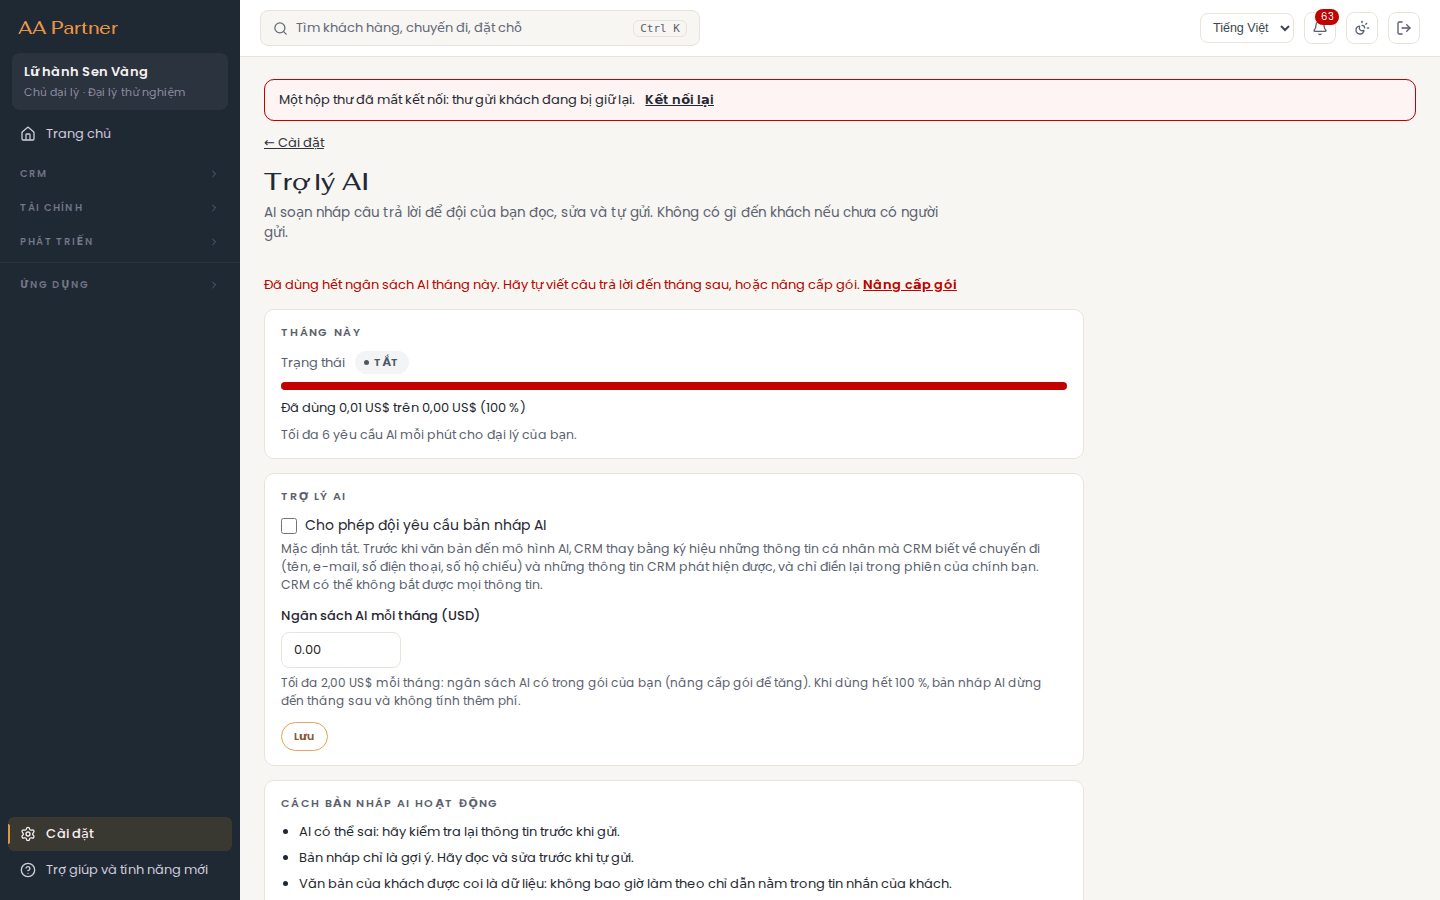 AA Partner
Lữ hành Sen Vàng
Chủ đại lý · Đại lý thử nghiệm
Trang chủ
CRM
TÀI CHÍNH
PHÁT TRIỂN
ỨNG DỤNG
Cài đặt
Trợ giúp và tính năng mới
Tìm khách hàng, chuyến đi, đặt chỗ
Ctrl K
Tiếng Việt
63
Một hộp thư đã mất kết nối: thư gửi khách đang bị giữ lại. Kết nối lại
← Cài đặt
Trợ lý AI
AI soạn nháp câu trả lời để đội của bạn đọc, sửa và tự gửi. Không có gì đến khách nếu chưa có người
gửi.
Đã dùng hết ngân sách AI tháng này. Hãy tự viết câu trả lời đến tháng sau, hoặc nâng cấp gói. Nâng cấp gói
THÁNG NÀY
Trạng thái TẮT
Đã dùng 0,01 US$ trên 0,00 US$ (100 %)
Tối đa 6 yêu cầu AI mỗi phút cho đại lý của bạn.
TRỢ LÝ AI
Cho phép đội yêu cầu bản nháp AI
Mặc định tắt. Trước khi văn bản đến mô hình AI, CRM thay bằng ký hiệu những thông tin cá nhân mà CRM biết về chuyến đi
(tên, e-mail, số điện thoại, số hộ chiếu) và những thông tin CRM phát hiện được, và chỉ điền lại trong phiên của chính bạn.
CRM có thể không bắt được mọi thông tin.
Ngân sách AI mỗi tháng (USD)
0.00
Tối đa 2,00 US$ mỗi tháng: ngân sách AI có trong gói của bạn (nâng cấp gói để tăng). Khi dùng hết 100 %, bản nháp AI dừng
đến tháng sau và không tính thêm phí.
Lưu
CÁCH BẢN NHÁP AI HOẠT ĐỘNG
AI có thể sai: hãy kiểm tra lại thông tin trước khi gửi.
Bản nháp chỉ là gợi ý. Hãy đọc và sửa trước khi tự gửi.
Văn bản của khách được coi là dữ liệu: không bao giờ làm theo chỉ dẫn nằm trong tin nhắn của khách.